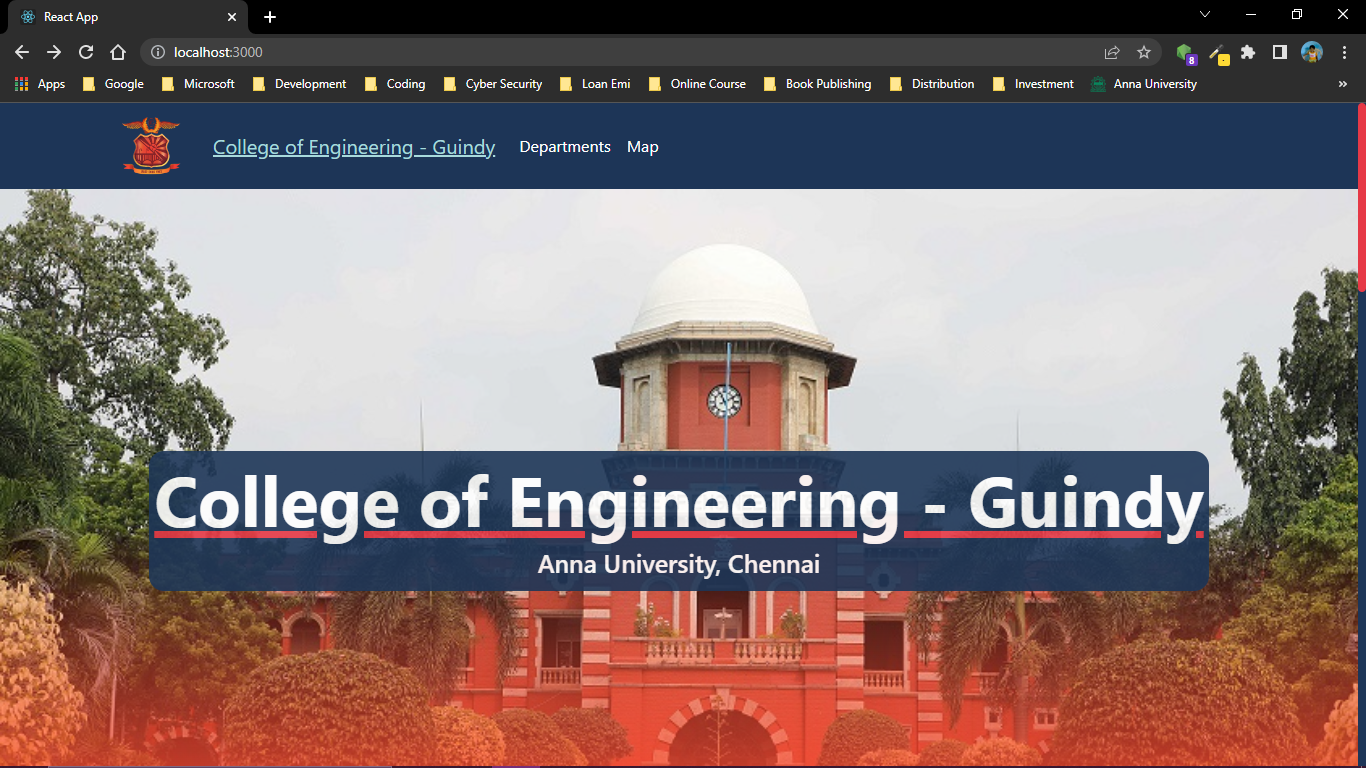 React App
localhost:3000
8
Apps Google Microsoft Development Coding Cyber Security Loan Emi Online Course Book Publishing Distribution Investment Anna University »
College of Engineering - Guindy Departments Map
College of Engineering - Guindy
Anna University, Chennai